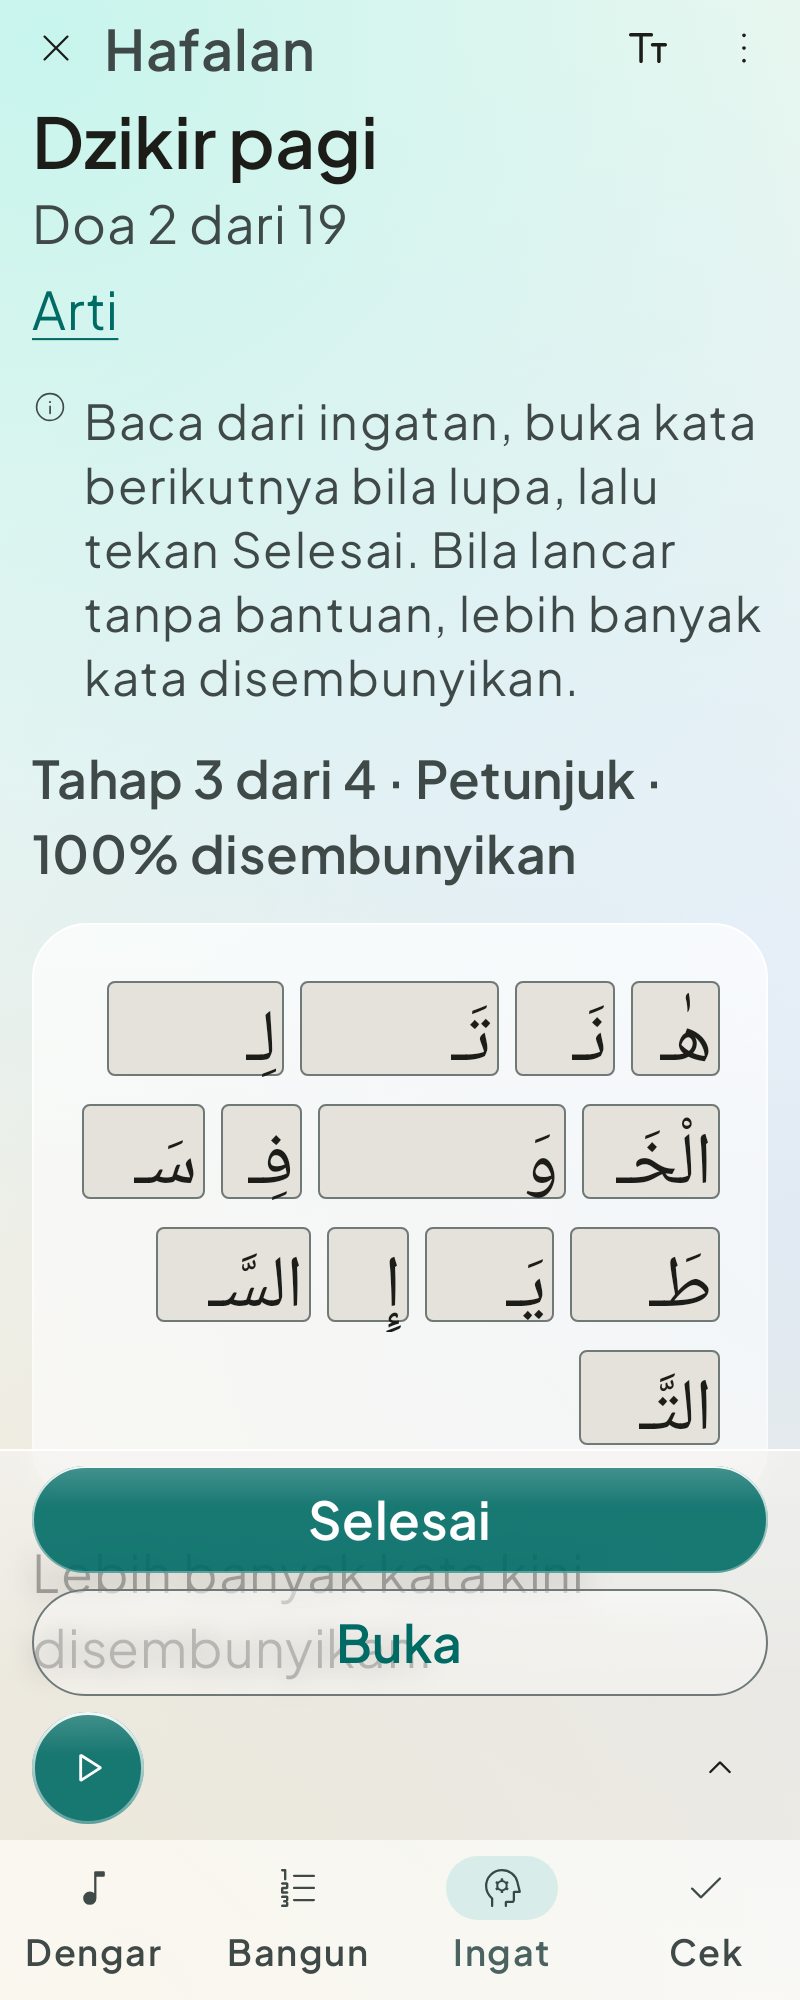 Hafalan
Dzikir pagi
Doa 2 dari 19
Arti
Baca dari ingatan, buka kata
berikutnya bila lupa, lalu
tekan Selesai. Bila lancar
tanpa bantuan, lebih banyak
kata disembunyikan.
Tahap 3 dari 4 · Petunjuk ·
100% disembunyikan
هٰـ نَـ تَـ لِـ
الْخَـ وَ فِـ سَـ
طَـ يَـ إِ السَّـ
التَّـ
Selesai
Lebih banyak kata kini
disembunyikan.
Buka
Dengar Bangun Ingat Cek